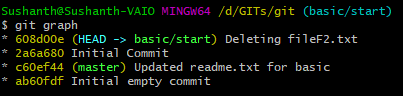 Sushanth@Sushanth-VAIO MINGW64 /d/GITs/git (basic/start)
$ git graph
* 608d00e (HEAD -> basic/start) Deleting fileF2.txt
* 2a6a680 Initial Commit
* c60ef44 (master) Updated readme.txt for basic
* ab60fdf Initial empty commit